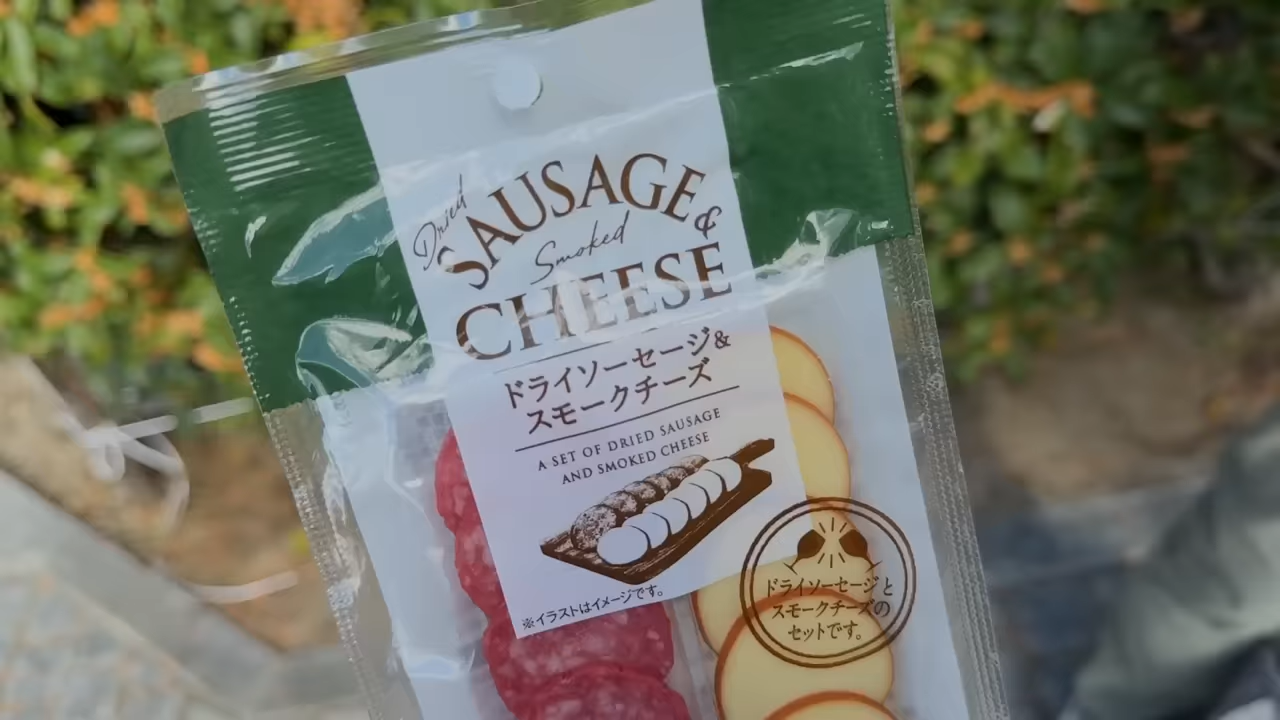 Dried
SAUSAGE &
Smoked
CHEESE
ドライソーセージ&
スモークチーズ
A SET OF DRIED SAUSAGE
AND SMOKED CHEESE
※イラストはイメージです。
ドライソーセージと
スモークチーズの
セットです。